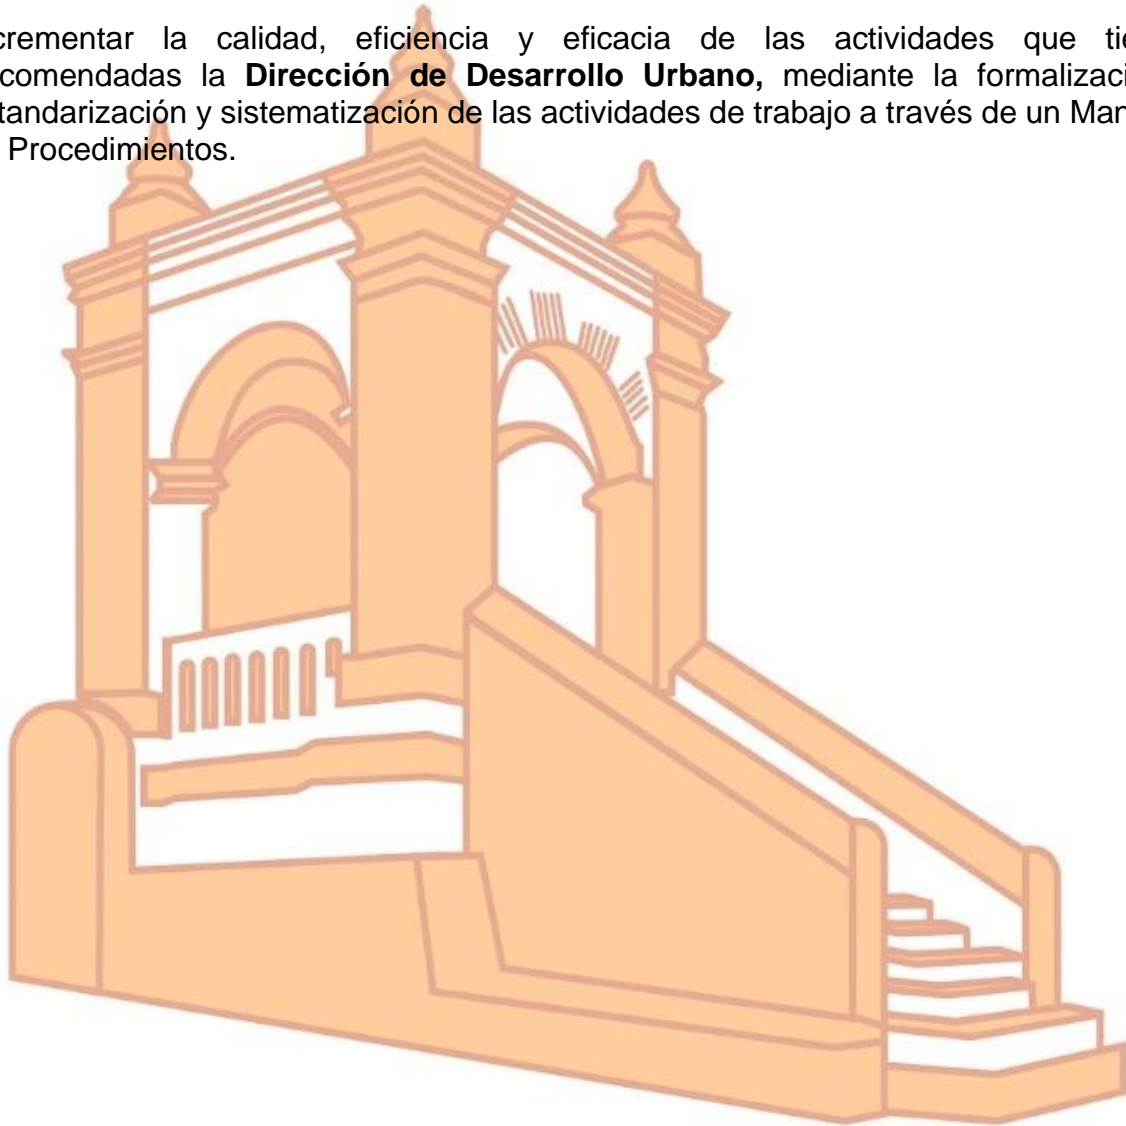 crementar la calidad, eficiencia y eficacia de las actividades que tie
comendadas la Dirección de Desarrollo Urbano, mediante la formalizaci
tandarización y sistematización de las actividades de trabajo a través de un Man
Procedimientos.